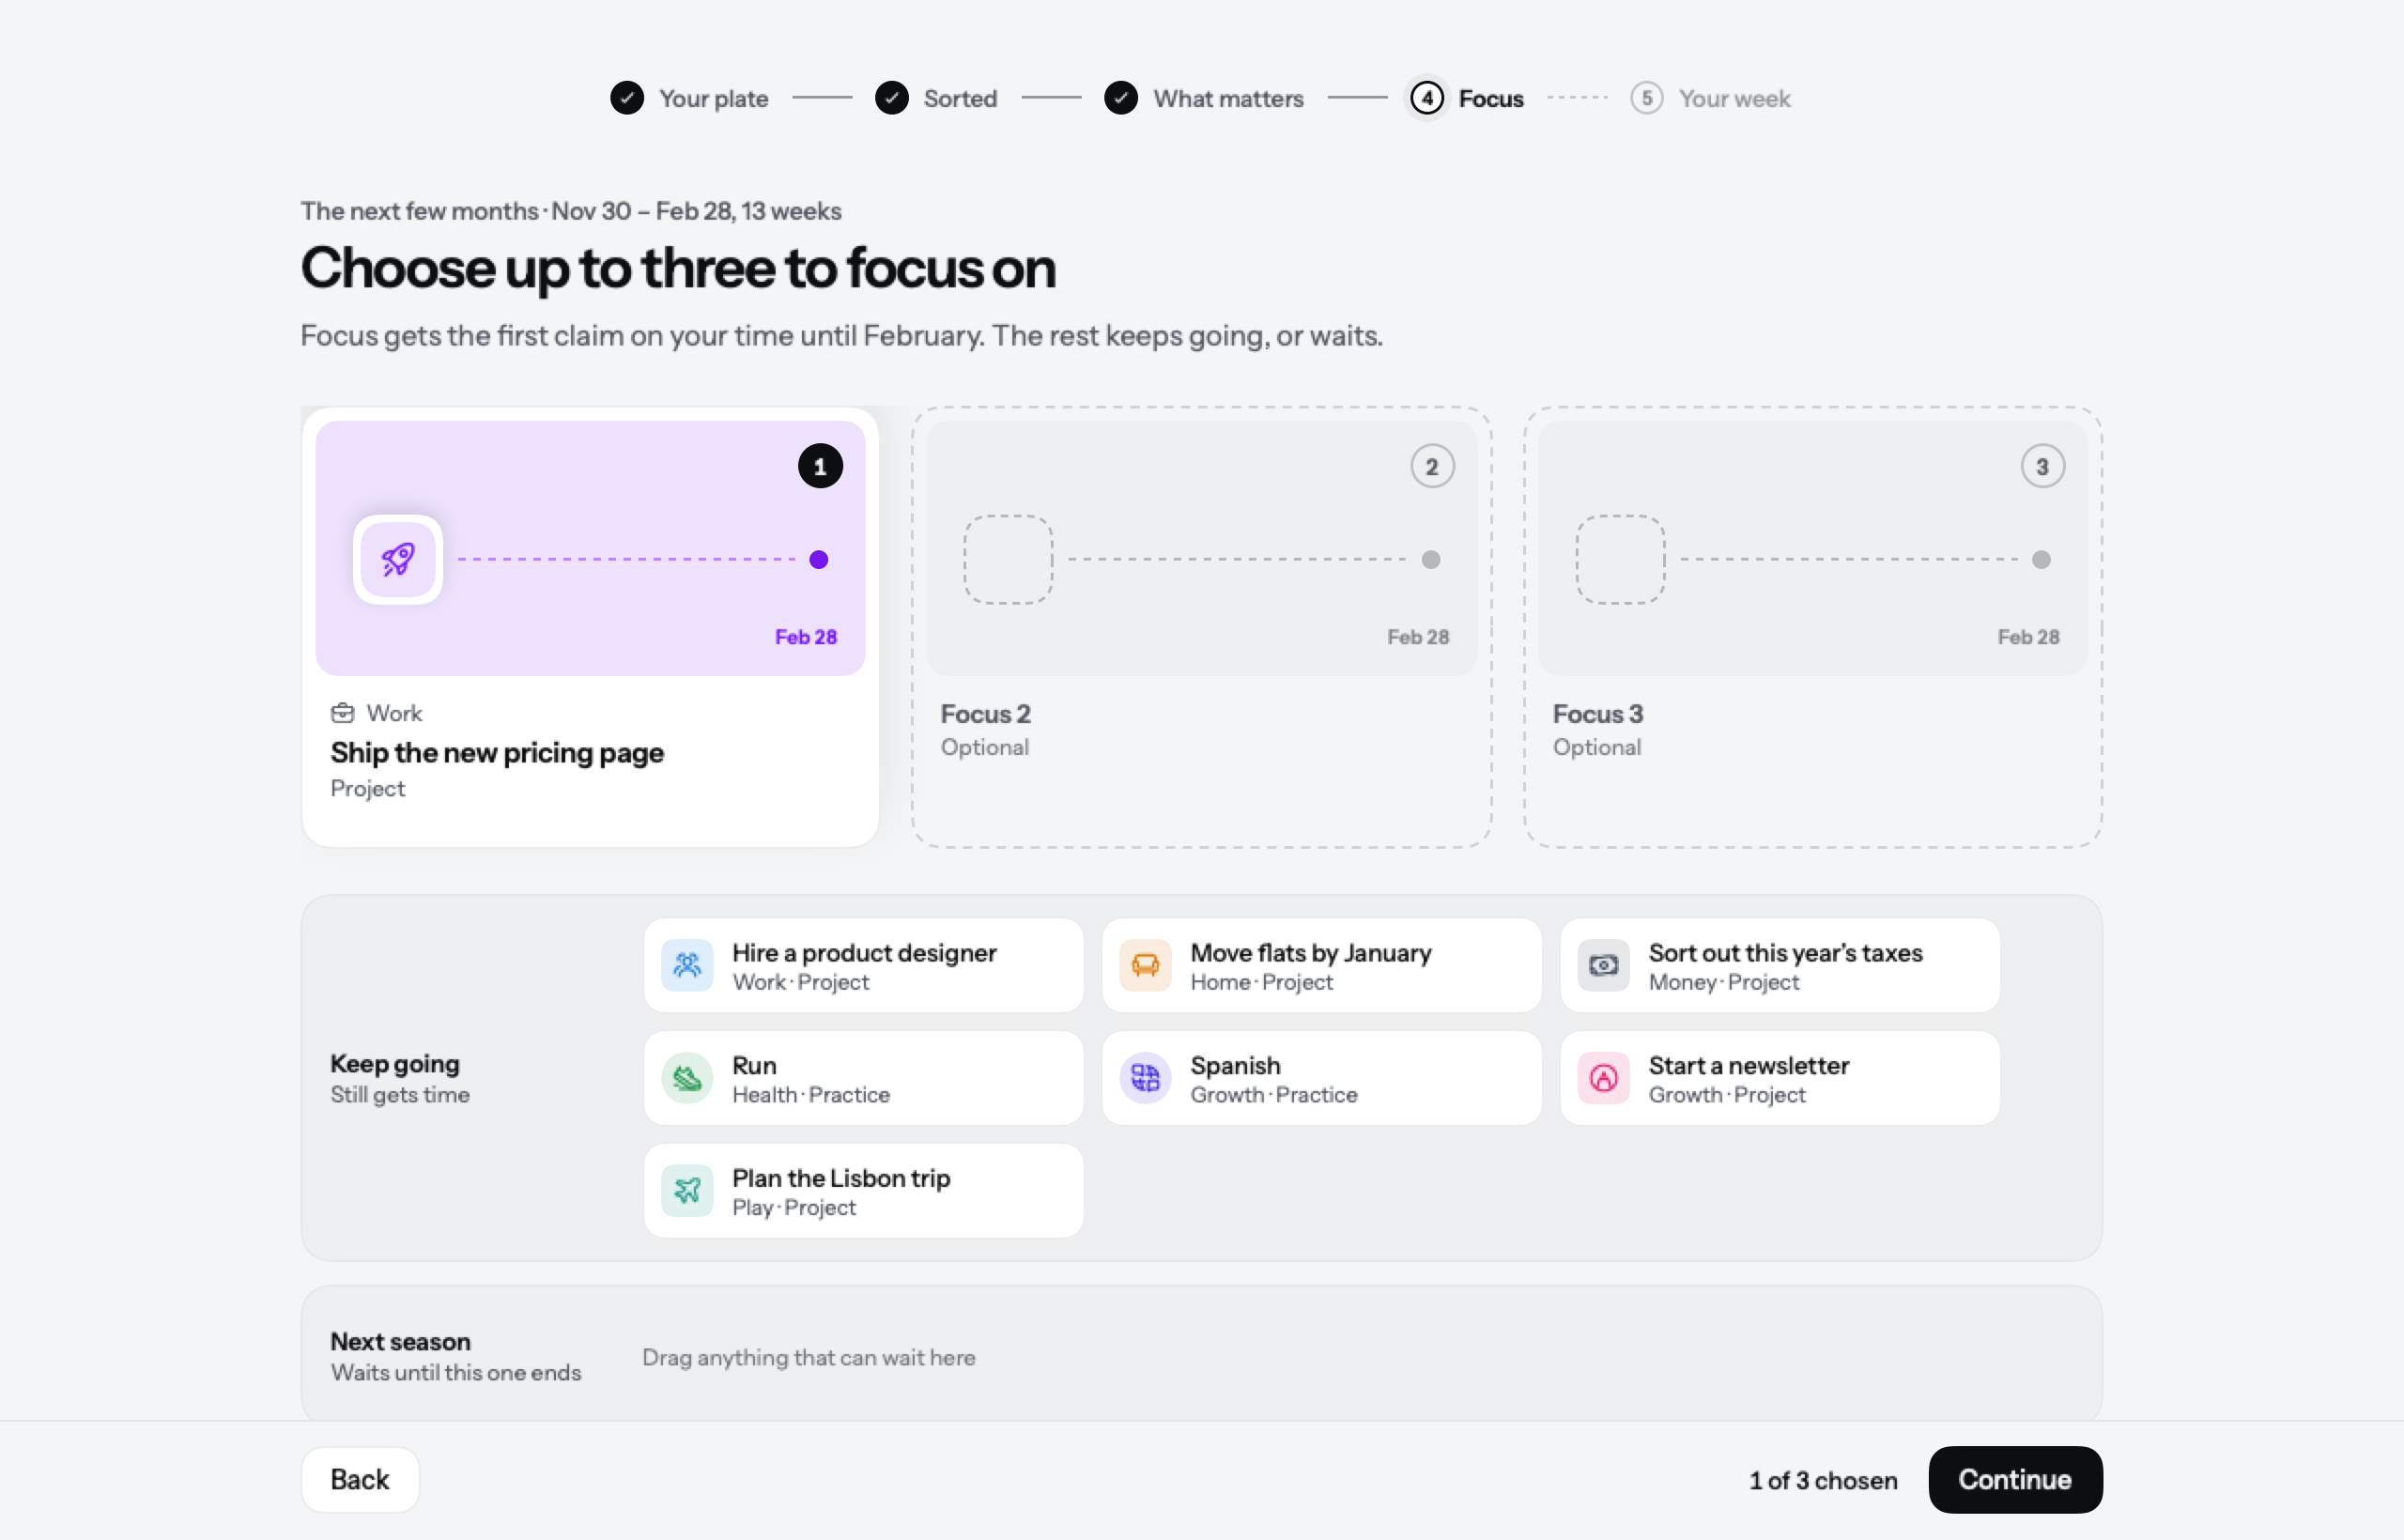 Your plate
Sorted
What matters
4 Focus
5 Your week
The next few months · Nov 30 – Feb 28, 13 weeks
Choose up to three to focus on
Focus gets the first claim on your time until February. The rest keeps going, or waits.
1
Feb 28
Work
Ship the new pricing page
Project
2
Feb 28
Focus 2
Optional
3
Feb 28
Focus 3
Optional
Keep going
Still gets time
Hire a product designer
Work · Project
Move flats by January
Home · Project
Sort out this year’s taxes
Money · Project
Run
Health · Practice
Spanish
Growth · Practice
Start a newsletter
Growth · Project
Plan the Lisbon trip
Play · Project
Next season
Waits until this one ends
Drag anything that can wait here
Back
1 of 3 chosen
Continue